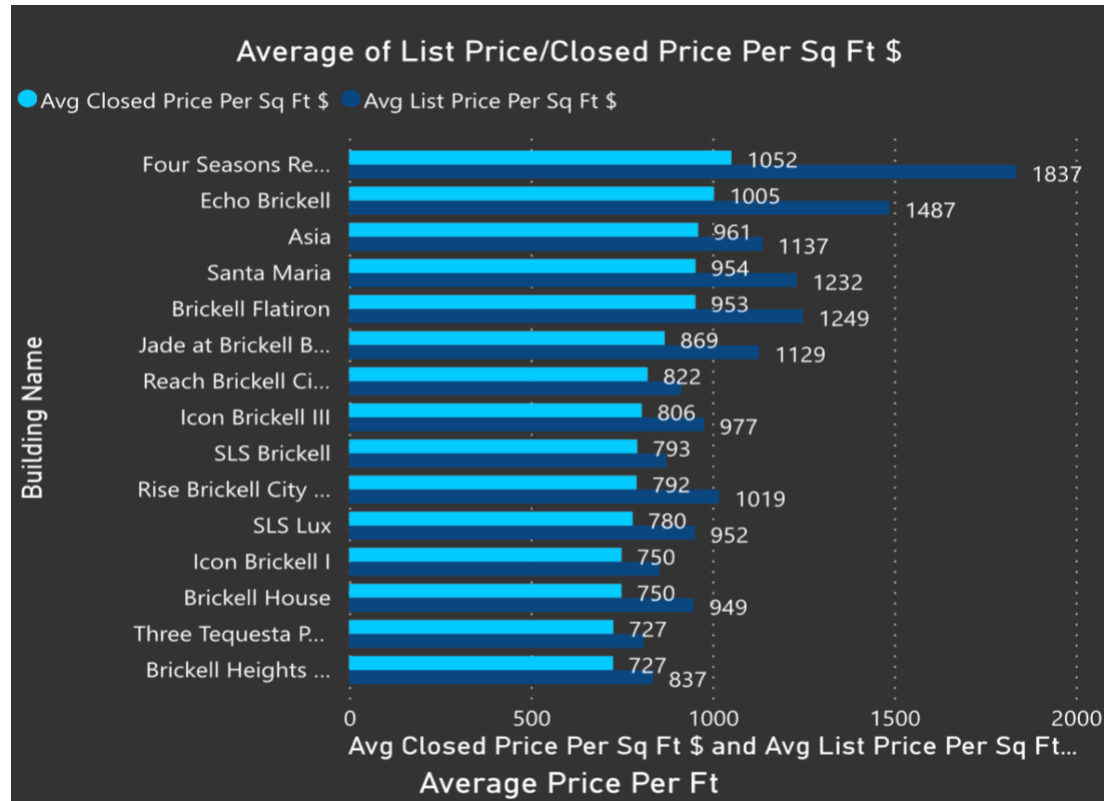 Average of List Price/Closed Price Per Sq Ft $
Avg Closed Price Per Sq Ft $ Avg List Price Per Sq Ft $
Building Name
Four Seasons Re... 1052
1837
Echo Brickell 1005
1487
Asia 961
1137
Santa Maria 954
1232
Brickell Flatiron 953
1249
Jade at Brickell B... 869
1129
Reach Brickell Ci... 822
Icon Brickell III 806
977
SLS Brickell 793
Rise Brickell City ... 792
1019
SLS Lux 780
952
Icon Brickell I 750
Brickell House 750
949
Three Tequesta P... 727
Brickell Heights ... 727
837
0 500 1000 1500 2000
Avg Closed Price Per Sq Ft $ and Avg List Price Per Sq Ft...
Average Price Per Ft